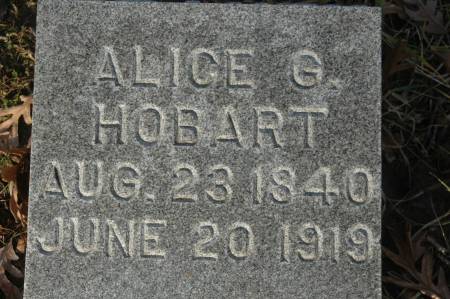 ALICE G.
HOBART
AUG. 23 1840
JUNE 20 1919